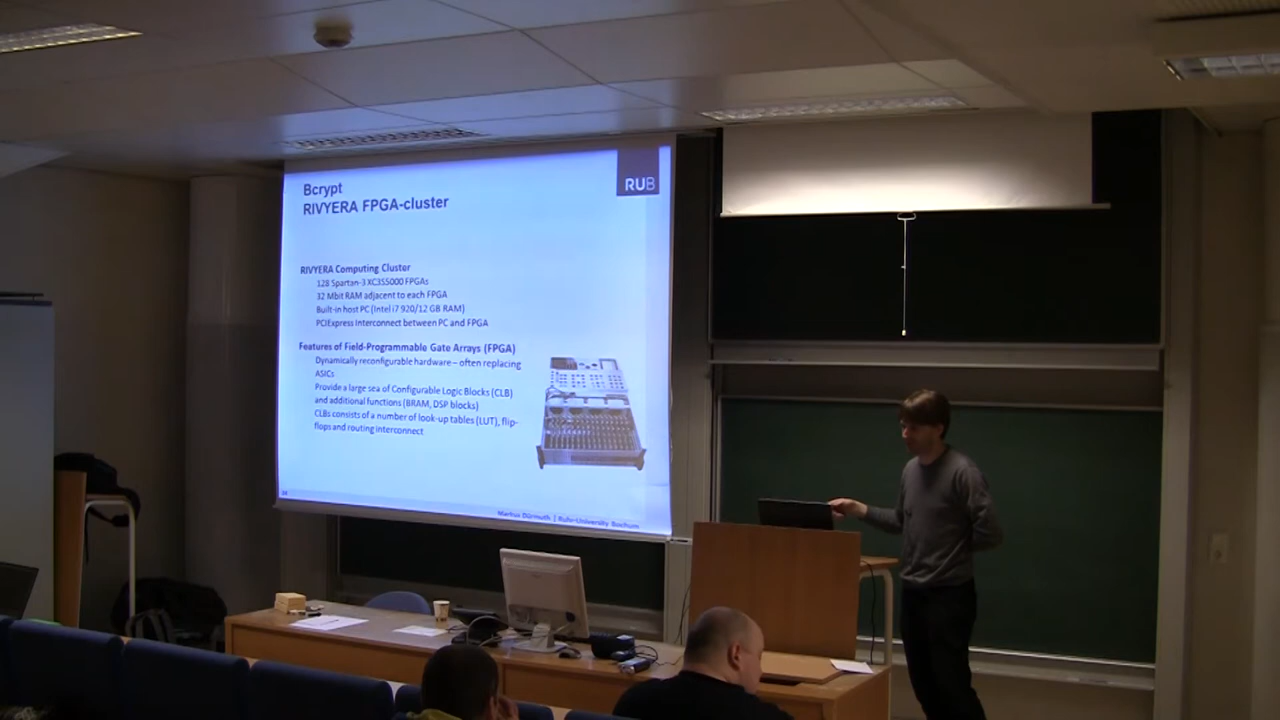 Bcrypt
RIVYERA FPGA-cluster
RUB
RIVYERA Computing Cluster
128 Spartan-3 XC3S5000 FPGAs
32 Mbit RAM adjacent to each FPGA
Built-in host PC (Intel i7 920/12 GB RAM)
PCIExpress Interconnect between PC and FPGA
Features of Field-Programmable Gate Arrays (FPGA)
Dynamically reconfigurable hardware – often replacing
ASICs
Provide a large sea of Configurable Logic Blocks (CLB)
and additional functions (BRAM, DSP blocks)
CLBs consists of a number of look-up tables (LUT), flip-
flops and routing interconnect
Markus Dürmuth | Ruhr-University Bochum